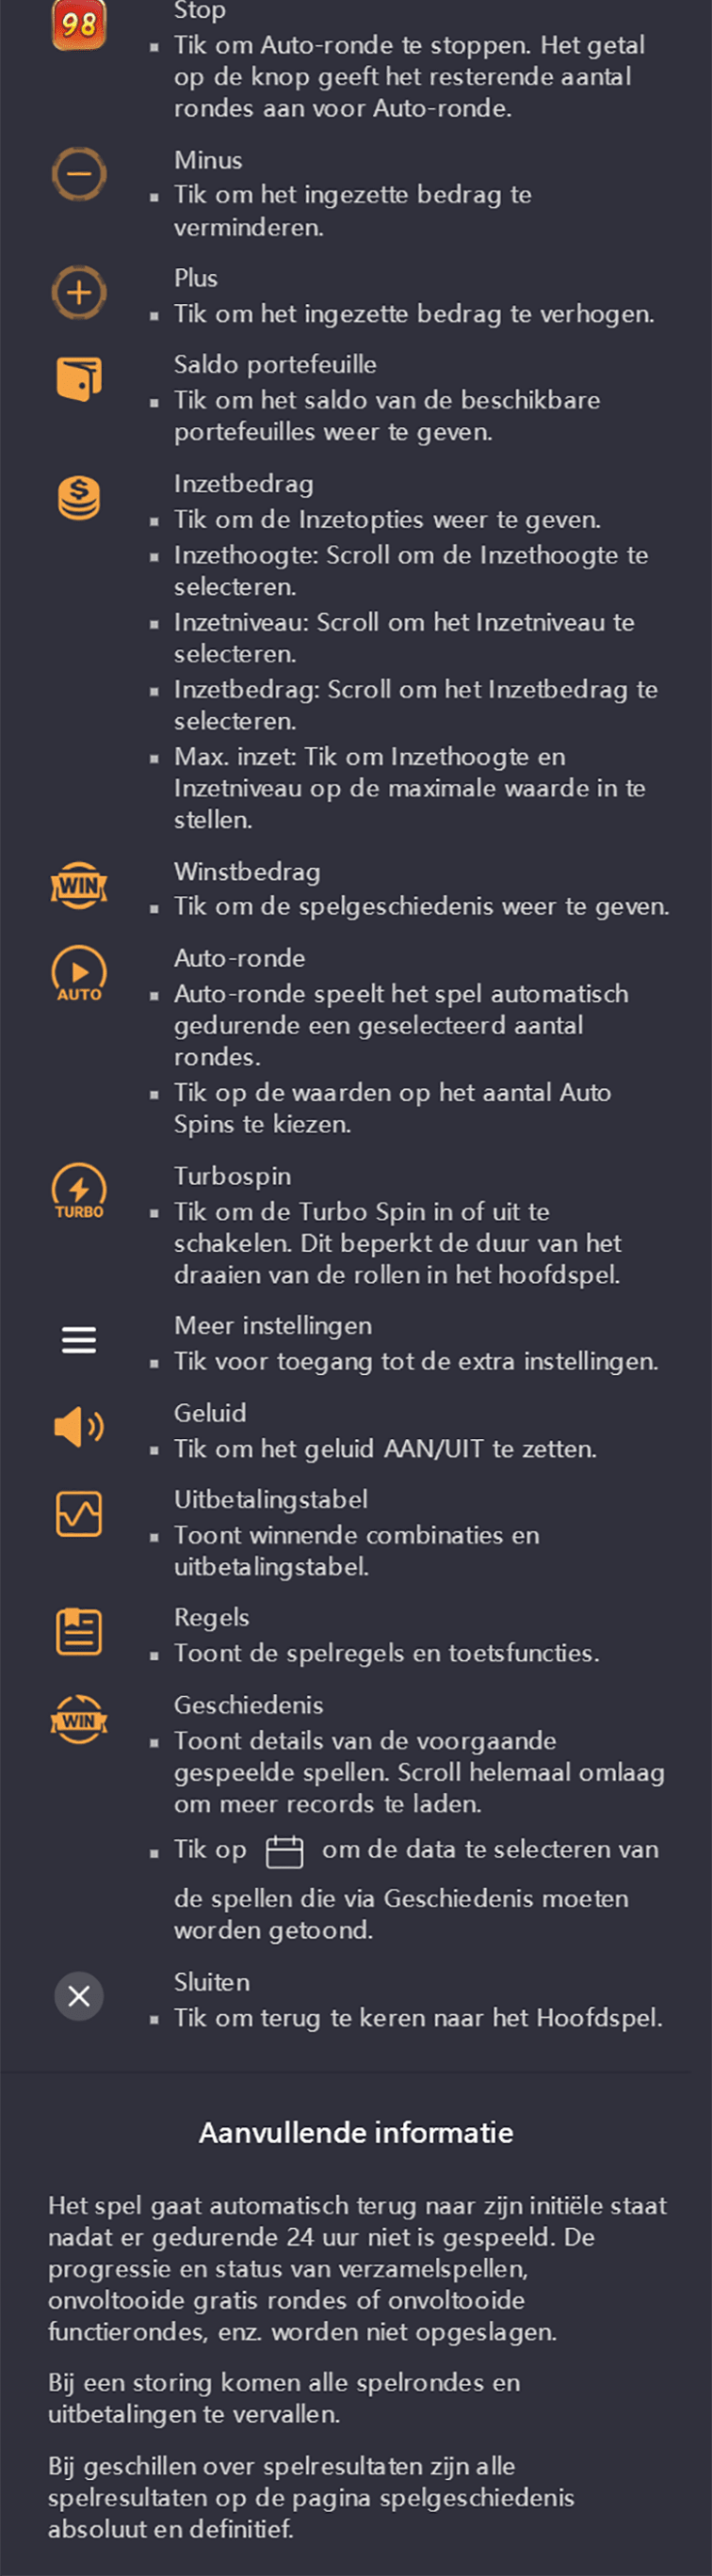 98
Stop
▪ Tik om Auto-ronde te stoppen. Het getal
op de knop geeft het resterende aantal
rondes aan voor Auto-ronde.
Minus
▪ Tik om het ingezette bedrag te
verminderen.
Plus
▪ Tik om het ingezette bedrag te verhogen.
Saldo portefeuille
▪ Tik om het saldo van de beschikbare
portefeuilles weer te geven.
Inzetbedrag
▪ Tik om de Inzetopties weer te geven.
▪ Inzethoogte: Scroll om de Inzethoogte te
selecteren.
▪ Inzetniveau: Scroll om het Inzetniveau te
selecteren.
▪ Inzetbedrag: Scroll om het Inzetbedrag te
selecteren.
▪ Max. inzet: Tik om Inzethoogte en
Inzetniveau op de maximale waarde in te
stellen.
WIN
Winstbedrag
▪ Tik om de spelgeschiedenis weer te geven.
AUTO
Auto-ronde
▪ Auto-ronde speelt het spel automatisch
gedurende een geselecteerd aantal
rondes.
▪ Tik op de waarden op het aantal Auto
Spins te kiezen.
TURBO
Turbospin
▪ Tik om de Turbo Spin in of uit te
schakelen. Dit beperkt de duur van het
draaien van de rollen in het hoofdspel.
Meer instellingen
▪ Tik voor toegang tot de extra instellingen.
Geluid
▪ Tik om het geluid AAN/UIT te zetten.
Uitbetalingstabel
▪ Toont winnende combinaties en
uitbetalingstabel.
Regels
▪ Toont de spelregels en toetsfuncties.
WIN
Geschiedenis
▪ Toont details van de voorgaande
gespeelde spellen. Scroll helemaal omlaag
om meer records te laden.
▪ Tik op om de data te selecteren van
de spellen die via Geschiedenis moeten
worden getoond.
Sluiten
▪ Tik om terug te keren naar het Hoofdspel.
Aanvullende informatie
Het spel gaat automatisch terug naar zijn initiële staat
nadat er gedurende 24 uur niet is gespeeld. De
progressie en status van verzamelspellen,
onvoltooide gratis rondes of onvoltooide
functierondes, enz. worden niet opgeslagen.
Bij een storing komen alle spelrondes en
uitbetalingen te vervallen.
Bij geschillen over spelresultaten zijn alle
spelresultaten op de pagina spelgeschiedenis
absoluut en definitief.